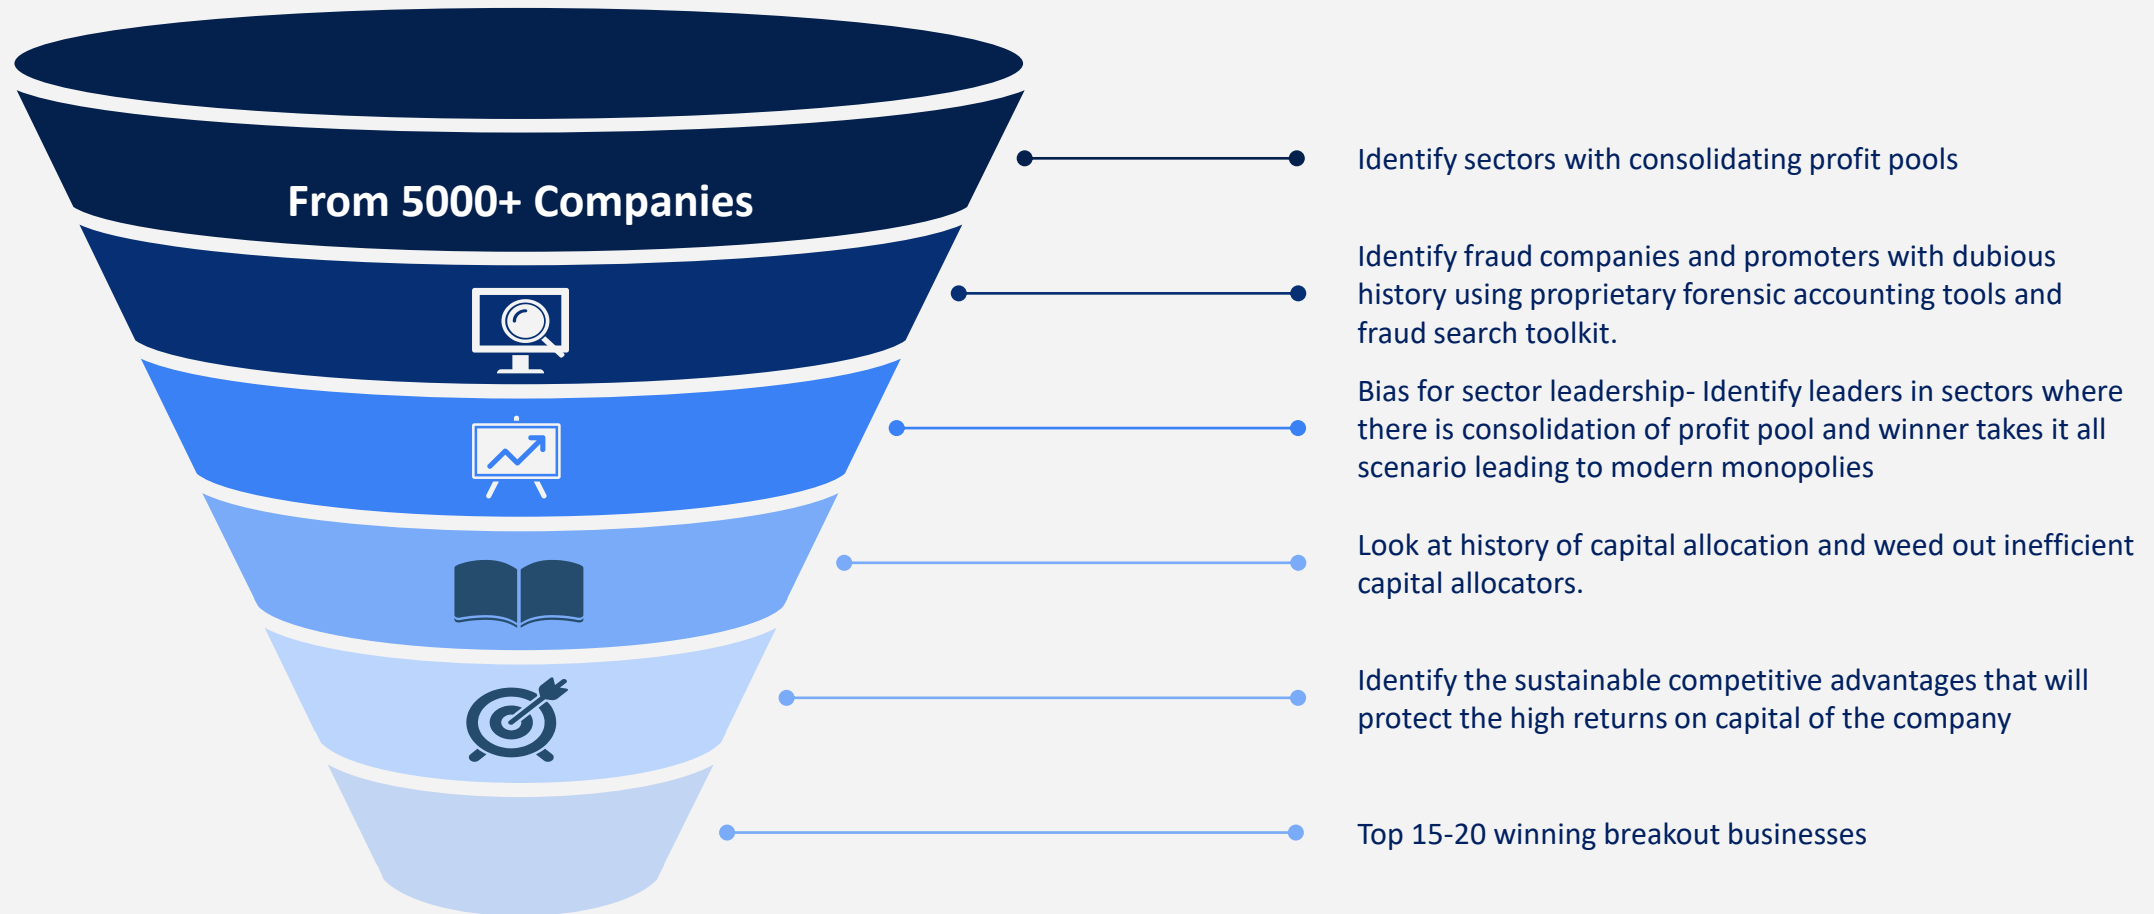 From 5000+ Companies
Identify sectors with consolidating profit pools
Identify fraud companies and promoters with dubious
history using proprietary forensic accounting tools and
fraud search toolkit.
Bias for sector leadership- Identify leaders in sectors where
there is consolidation of profit pool and winner takes it all
scenario leading to modern monopolies
Look at history of capital allocation and weed out inefficient
capital allocators.
Identify the sustainable competitive advantages that will
protect the high returns on capital of the company
Top 15-20 winning breakout businesses